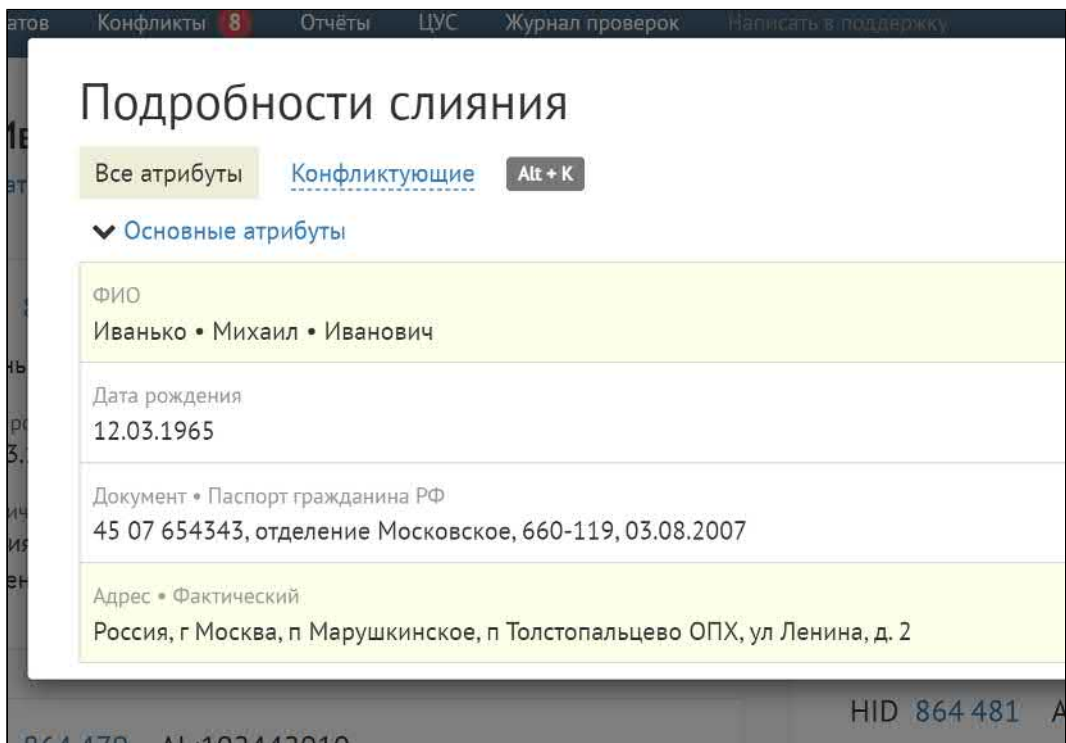 атов Конфликты 8 Отчёты ЦУС Журнал проверок Написать в поддержку
Подробности слияния
Все атрибуты Конфликтующие Alt + K
Основные атрибуты
ФИО
Иванько • Михаил • Иванович
Дата рождения
12.03.1965
Документ • Паспорт гражданина РФ
45 07 654343, отделение Московское, 660-119, 03.08.2007
Адрес • Фактический
Россия, г Москва, п Марушкинское, п Толстопальцево ОПХ, ул Ленина, д. 2
HID 864 481 А